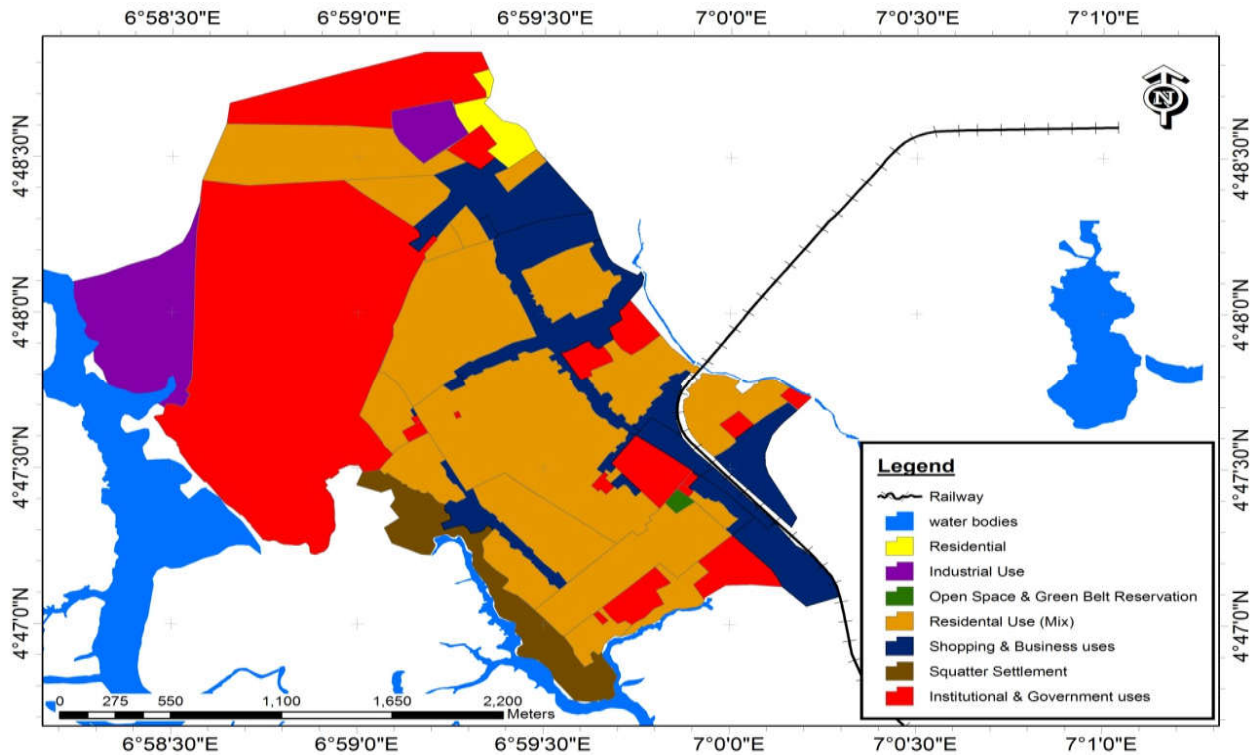 6°58'30"E 6°59'0"E 6°59'30"E 7°0'0"E 7°0'30"E 7°1'0"E
N
4°48'30"N 4°48'30"N
4°48'0"N 4°48'0"N
4°47'30"N 4°47'30"N
4°47'0"N 4°47'0"N
Legend
Railway
water bodies
Residential
Industrial Use
Open Space & Green Belt Reservation
Residental Use (Mix)
Shopping & Business uses
Squatter Settlement
Institutional & Government uses
0 275 550 1,100 1,650 2,200
Meters
6°58'30"E 6°59'0"E 6°59'30"E 7°0'0"E 7°0'30"E 7°1'0"E